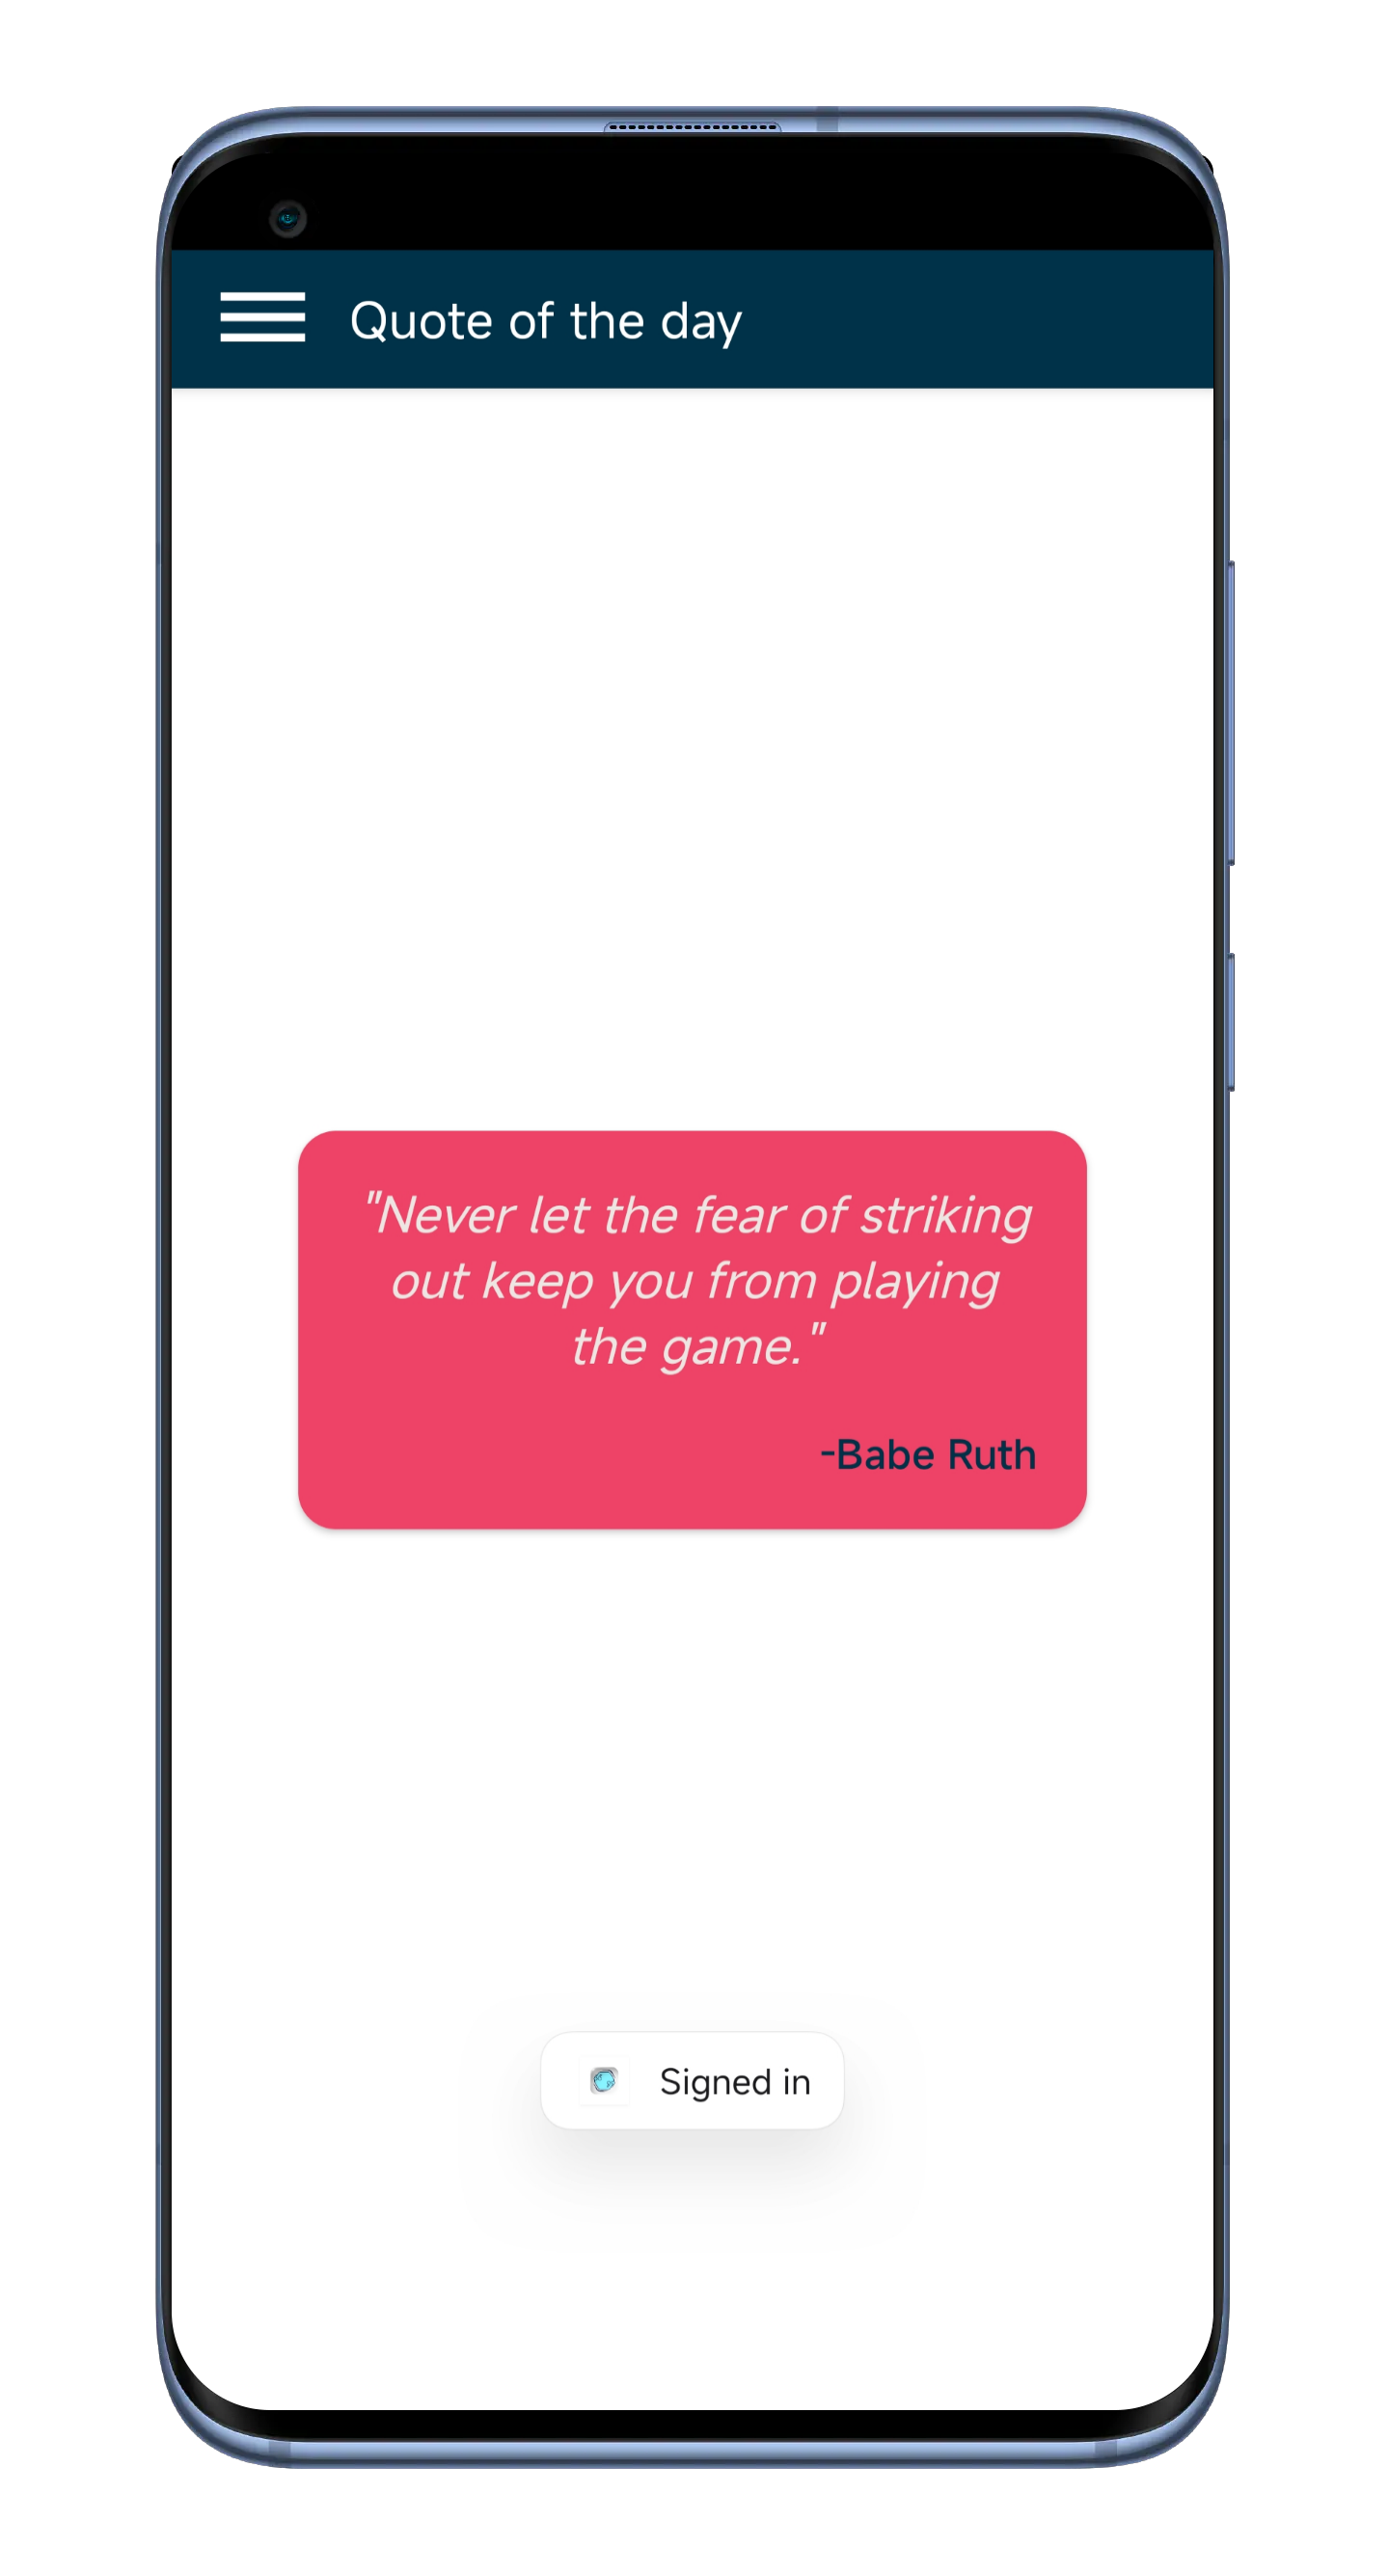 Quote of the day
"Never let the fear of striking
out keep you from playing
the game."
-Babe Ruth
Signed in